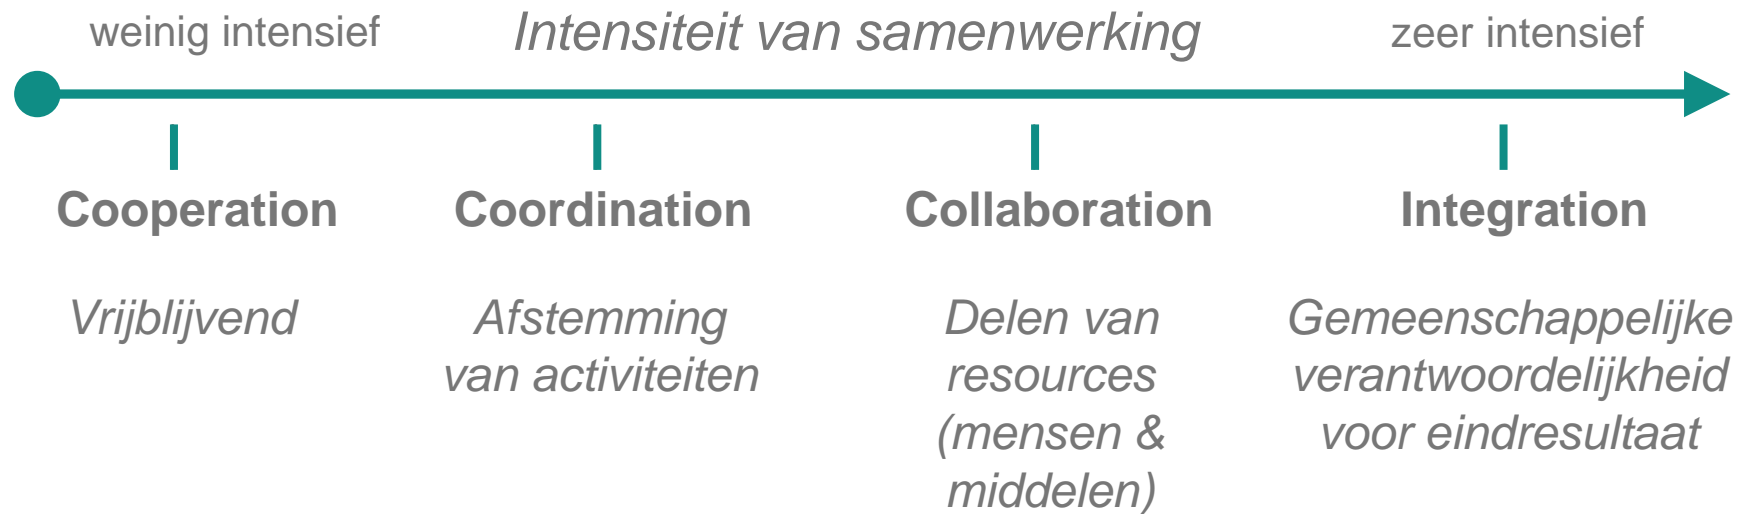 weinig intensief
Intensiteit van samenwerking
zeer intensief
Cooperation
Coordination
Collaboration
Integration
Vrijblijvend
Afstemming
van activiteiten
Delen van
resources
(mensen &
middelen)
Gemeenschappelijke
verantwoordelijkheid
voor eindresultaat